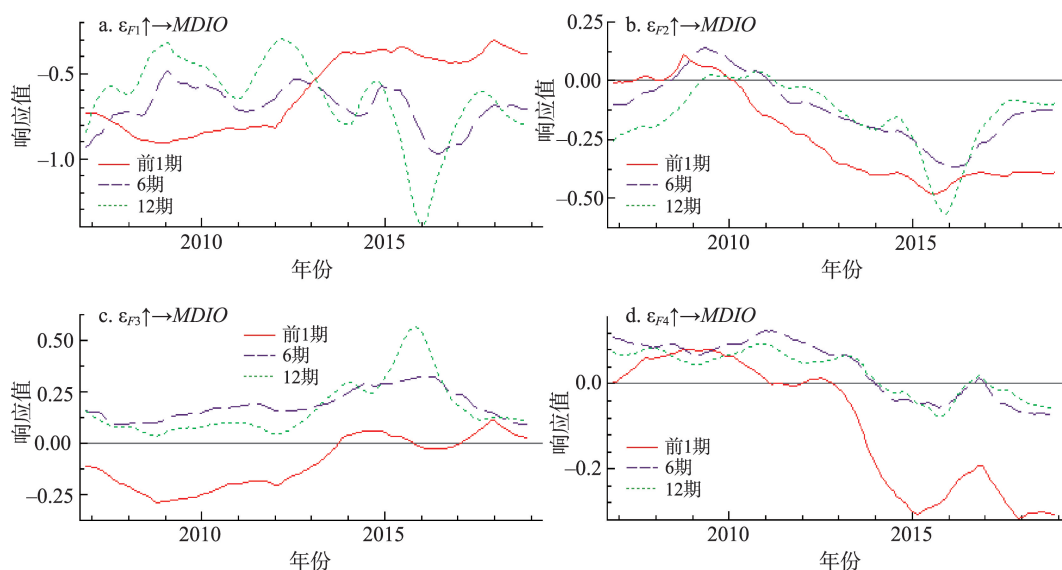 a. ε_F1↑→MDIO
−0.5
−1.0
响应值
前1期
6期
12期
2010
2015
年份
b. ε_F2↑→MDIO
0.25
0.00
−0.25
−0.50
响应值
前1期
6期
12期
2010
2015
年份
c. ε_F3↑→MDIO
0.50
0.25
0.00
−0.25
响应值
前1期
6期
12期
2010
2015
年份
d. ε_F4↑→MDIO
0.0
−0.2
响应值
前1期
6期
12期
2010
2015
年份